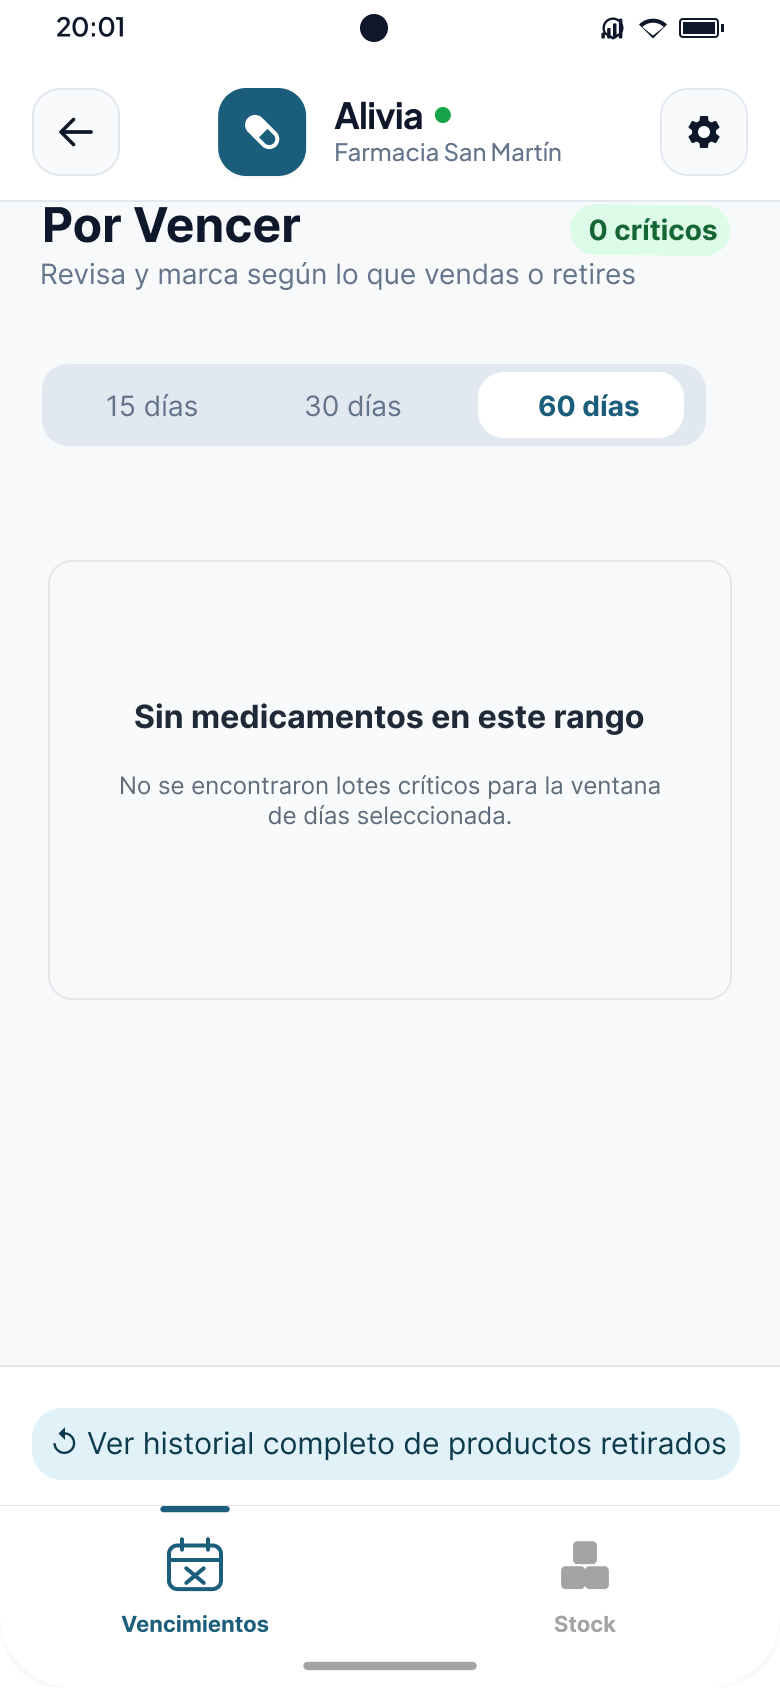 20:01
Alivia
Farmacia San Martín
Por Vencer
0 críticos
Revisa y marca según lo que vendas o retires
15 días
30 días
60 días
Sin medicamentos en este rango
No se encontraron lotes críticos para la ventana
de días seleccionada.
Ver historial completo de productos retirados
Vencimientos
Stock